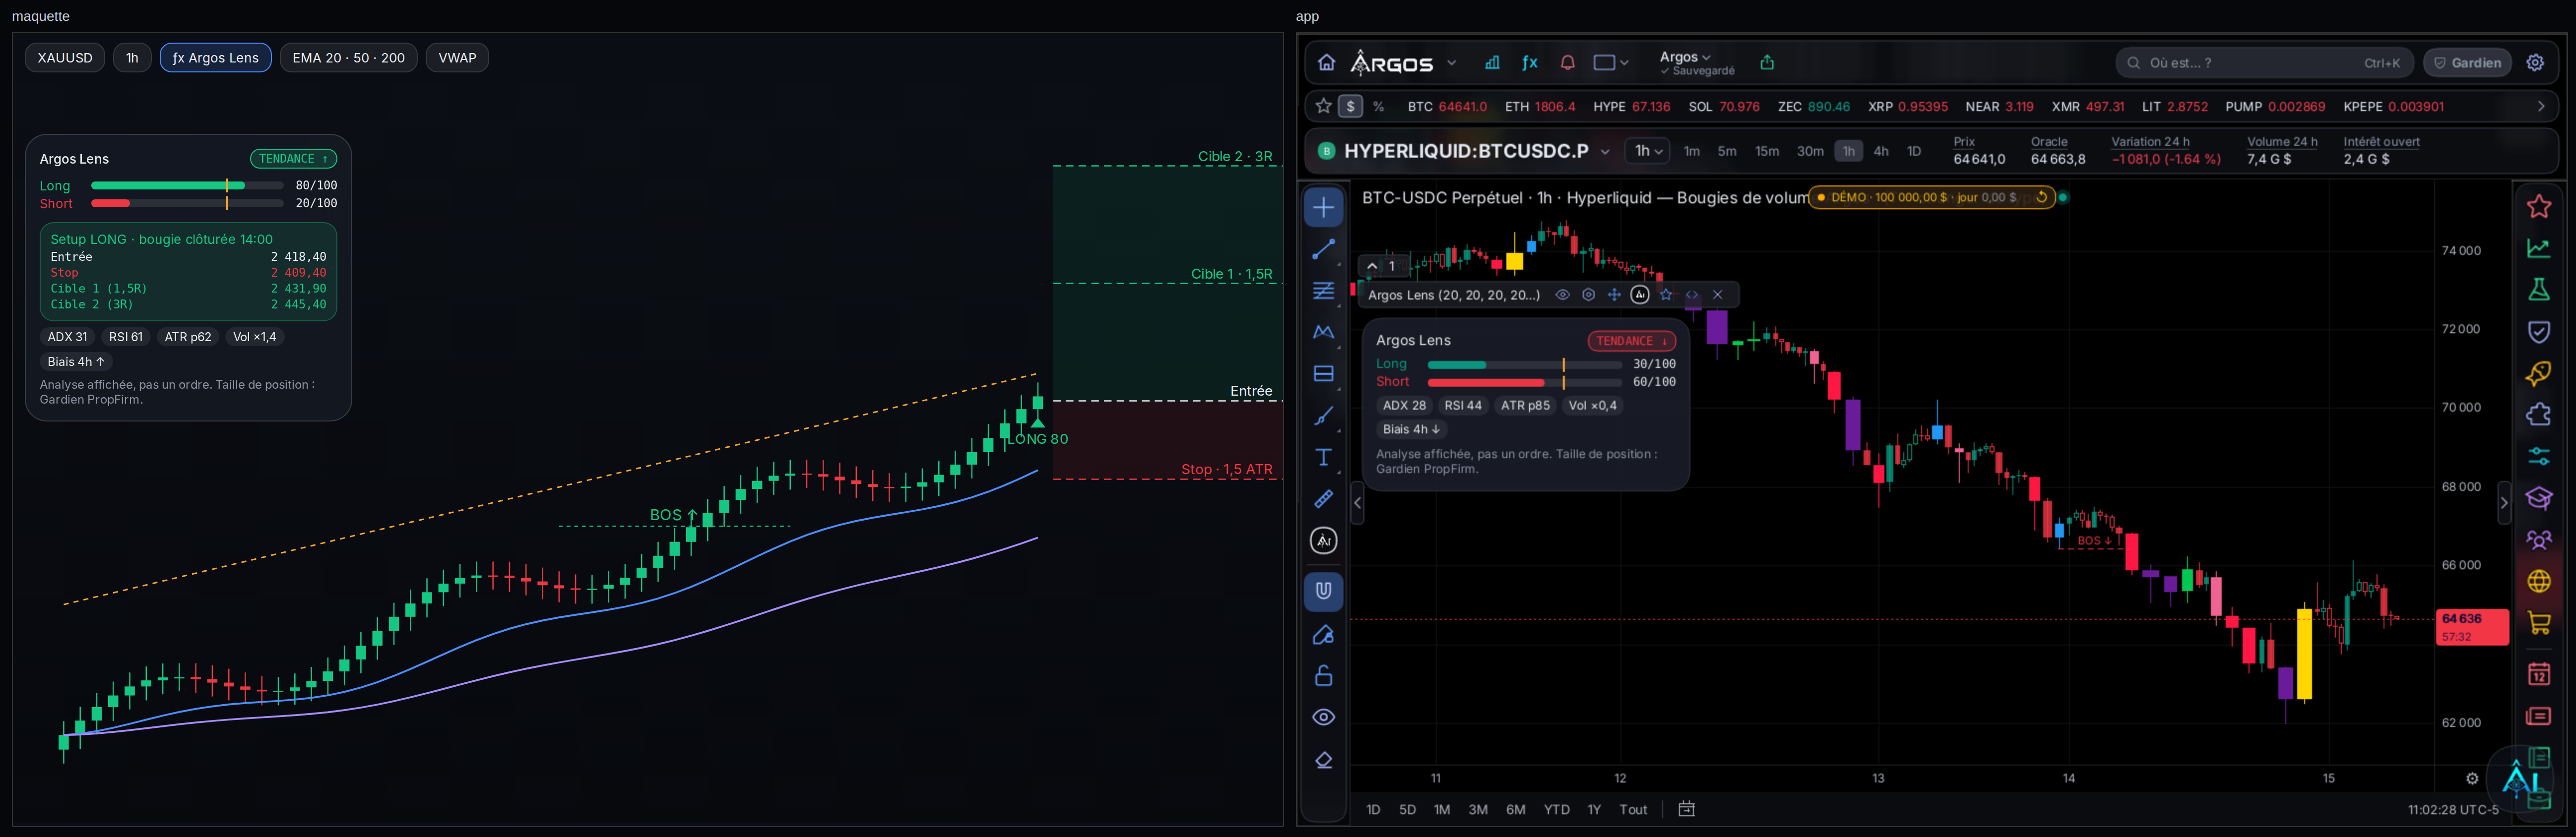 maquette
XAUUSD 1h ƒx Argos Lens EMA 20 · 50 · 200 VWAP
Argos Lens TENDANCE ↑
Long 80/100
Short 20/100
Setup LONG · bougie clôturée 14:00
Entrée 2 418,40
Stop 2 409,40
Cible 1 (1,5R) 2 431,90
Cible 2 (3R) 2 445,40
ADX 31 RSI 61 ATR p62 Vol ×1,4
Biais 4h ↑
Analyse affichée, pas un ordre. Taille de position :
Gardien PropFirm.
Cible 2 · 3R
Cible 1 · 1,5R
Entrée
LONG 80
Stop · 1,5 ATR
BOS ↑
app
ARGOS ƒx Argos
✓ Sauvegardé
Où est... ? Ctrl+K Gardien
$ % BTC 64641.0 ETH 1806.4 HYPE 67.136 SOL 70.976 ZEC 890.46 XRP 0.95395 NEAR 3.119 XMR 497.31 LIT 2.8752 PUMP 0.002869 KPEPE 0.003901
B HYPERLIQUID:BTCUSDC.P 1h 1m 5m 15m 30m 1h 4h 1D
Prix Oracle Variation 24 h Volume 24 h Intérêt ouvert
64 641,0 64 663,8 −1 081,0 (-1.64 %) 7,4 G $ 2,4 G $
BTC-USDC Perpétuel · 1h · Hyperliquid — Bougies de volum
DÉMO · 100 000,00 $ · jour 0,00 $
1
Argos Lens (20, 20, 20, 20...)
Argos Lens TENDANCE ↓
Long 30/100
Short 60/100
ADX 28 RSI 44 ATR p85 Vol ×0,4
Biais 4h ↓
Analyse affichée, pas un ordre. Taille de position :
Gardien PropFirm.
BOS ↓
74 000
72 000
70 000
68 000
66 000
64 636
57:32
62 000
11 12 13 14 15
12
1D 5D 1M 3M 6M YTD 1Y Tout
11:02:28 UTC-5